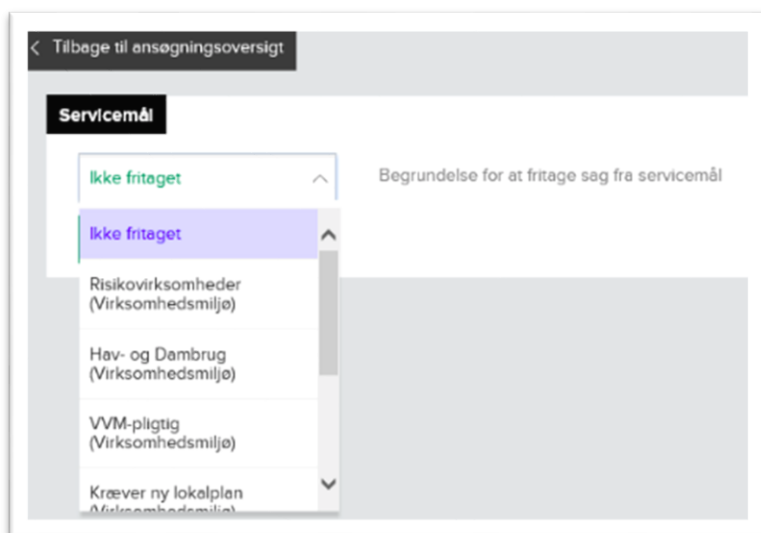 Tilbage til ansøgningsoversigt
Servicemål
Ikke fritaget
Begrundelse for at fritage sag fra servicemål
Ikke fritaget
Risikovirksomheder
(Virksomhedsmiljø)
Hav- og Dambrug
(Virksomhedsmiljø)
VVM-pligtig
(Virksomhedsmiljø)
Kræver ny lokalplan
(Virksomhedsmiljø)